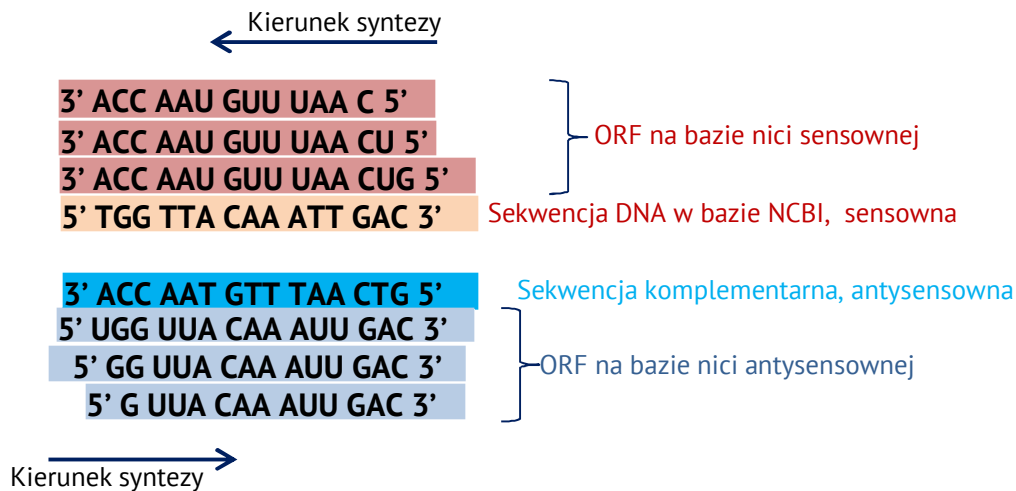 Kierunek syntezy
3’ ACC AAU GUU UAA C 5’
3’ ACC AAU GUU UAA CU 5’
ORF na bazie nici sensownej
3’ ACC AAU GUU UAA CUG 5’
5’ TGG TTA CAA ATT GAC 3’ Sekwencja DNA w bazie NCBI, sensowna
3’ ACC AAT GTT TAA CTG 5’ Sekwencja komplementarna, antysensowna
5’ UGG UUA CAA AUU GAC 3’
5’ GG UUA CAA AUU GAC 3’ ORF na bazie nici antysensownej
5’ G UUA CAA AUU GAC 3’
Kierunek syntezy